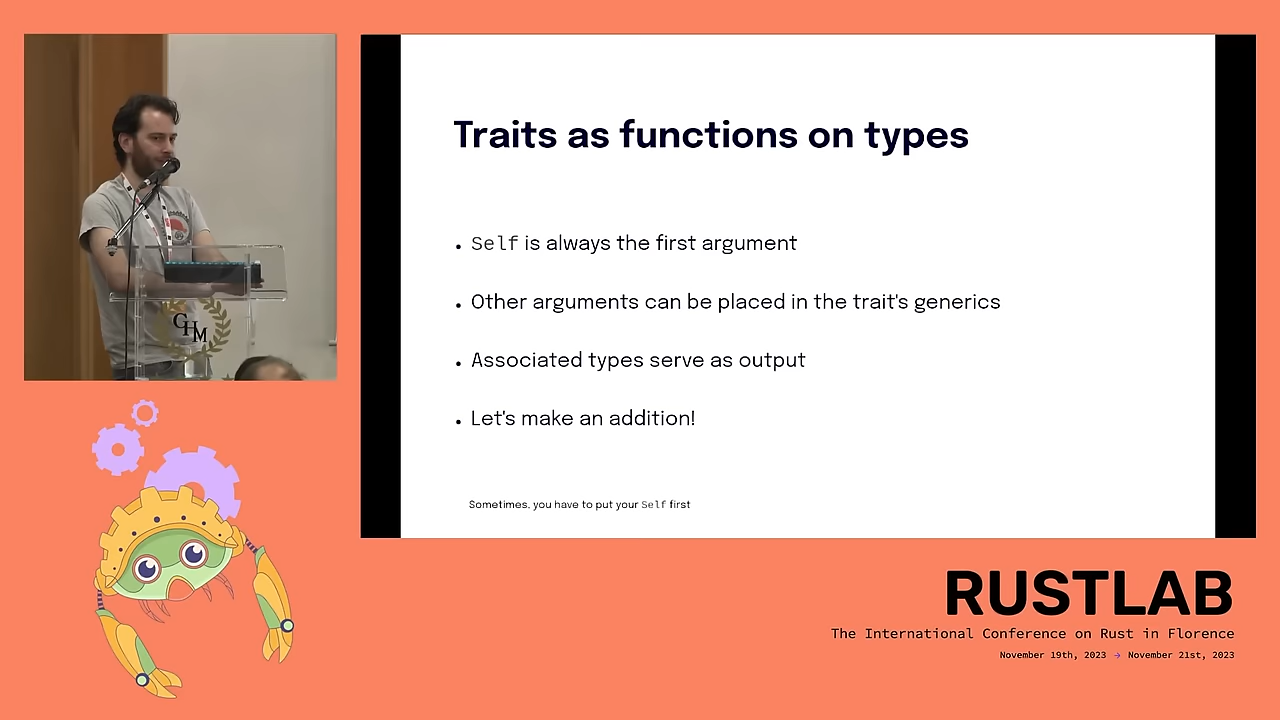 Traits as functions on types
• Self is always the first argument
• Other arguments can be placed in the trait's generics
• Associated types serve as output
• Let's make an addition!
Sometimes, you have to put your Self first
GHM
RUSTLAB
The International Conference on Rust in Florence
November 19th, 2023 → November 21st, 2023